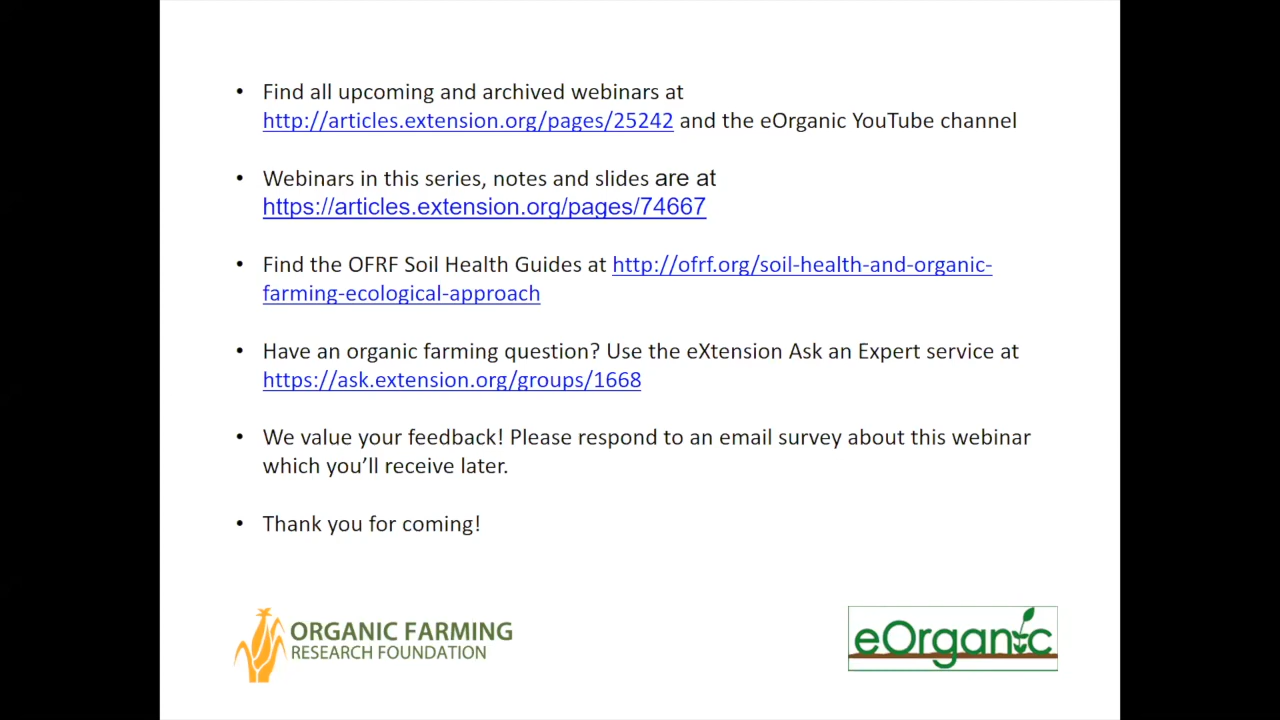 • Find all upcoming and archived webinars at
http://articles.extension.org/pages/25242 and the eOrganic YouTube channel
• Webinars in this series, notes and slides are at
https://articles.extension.org/pages/74667
• Find the OFRF Soil Health Guides at http://ofrf.org/soil-health-and-organic-
farming-ecological-approach
• Have an organic farming question? Use the eXtension Ask an Expert service at
https://ask.extension.org/groups/1668
• We value your feedback! Please respond to an email survey about this webinar
which you’ll receive later.
• Thank you for coming!
ORGANIC FARMING
RESEARCH FOUNDATION
eOrganic